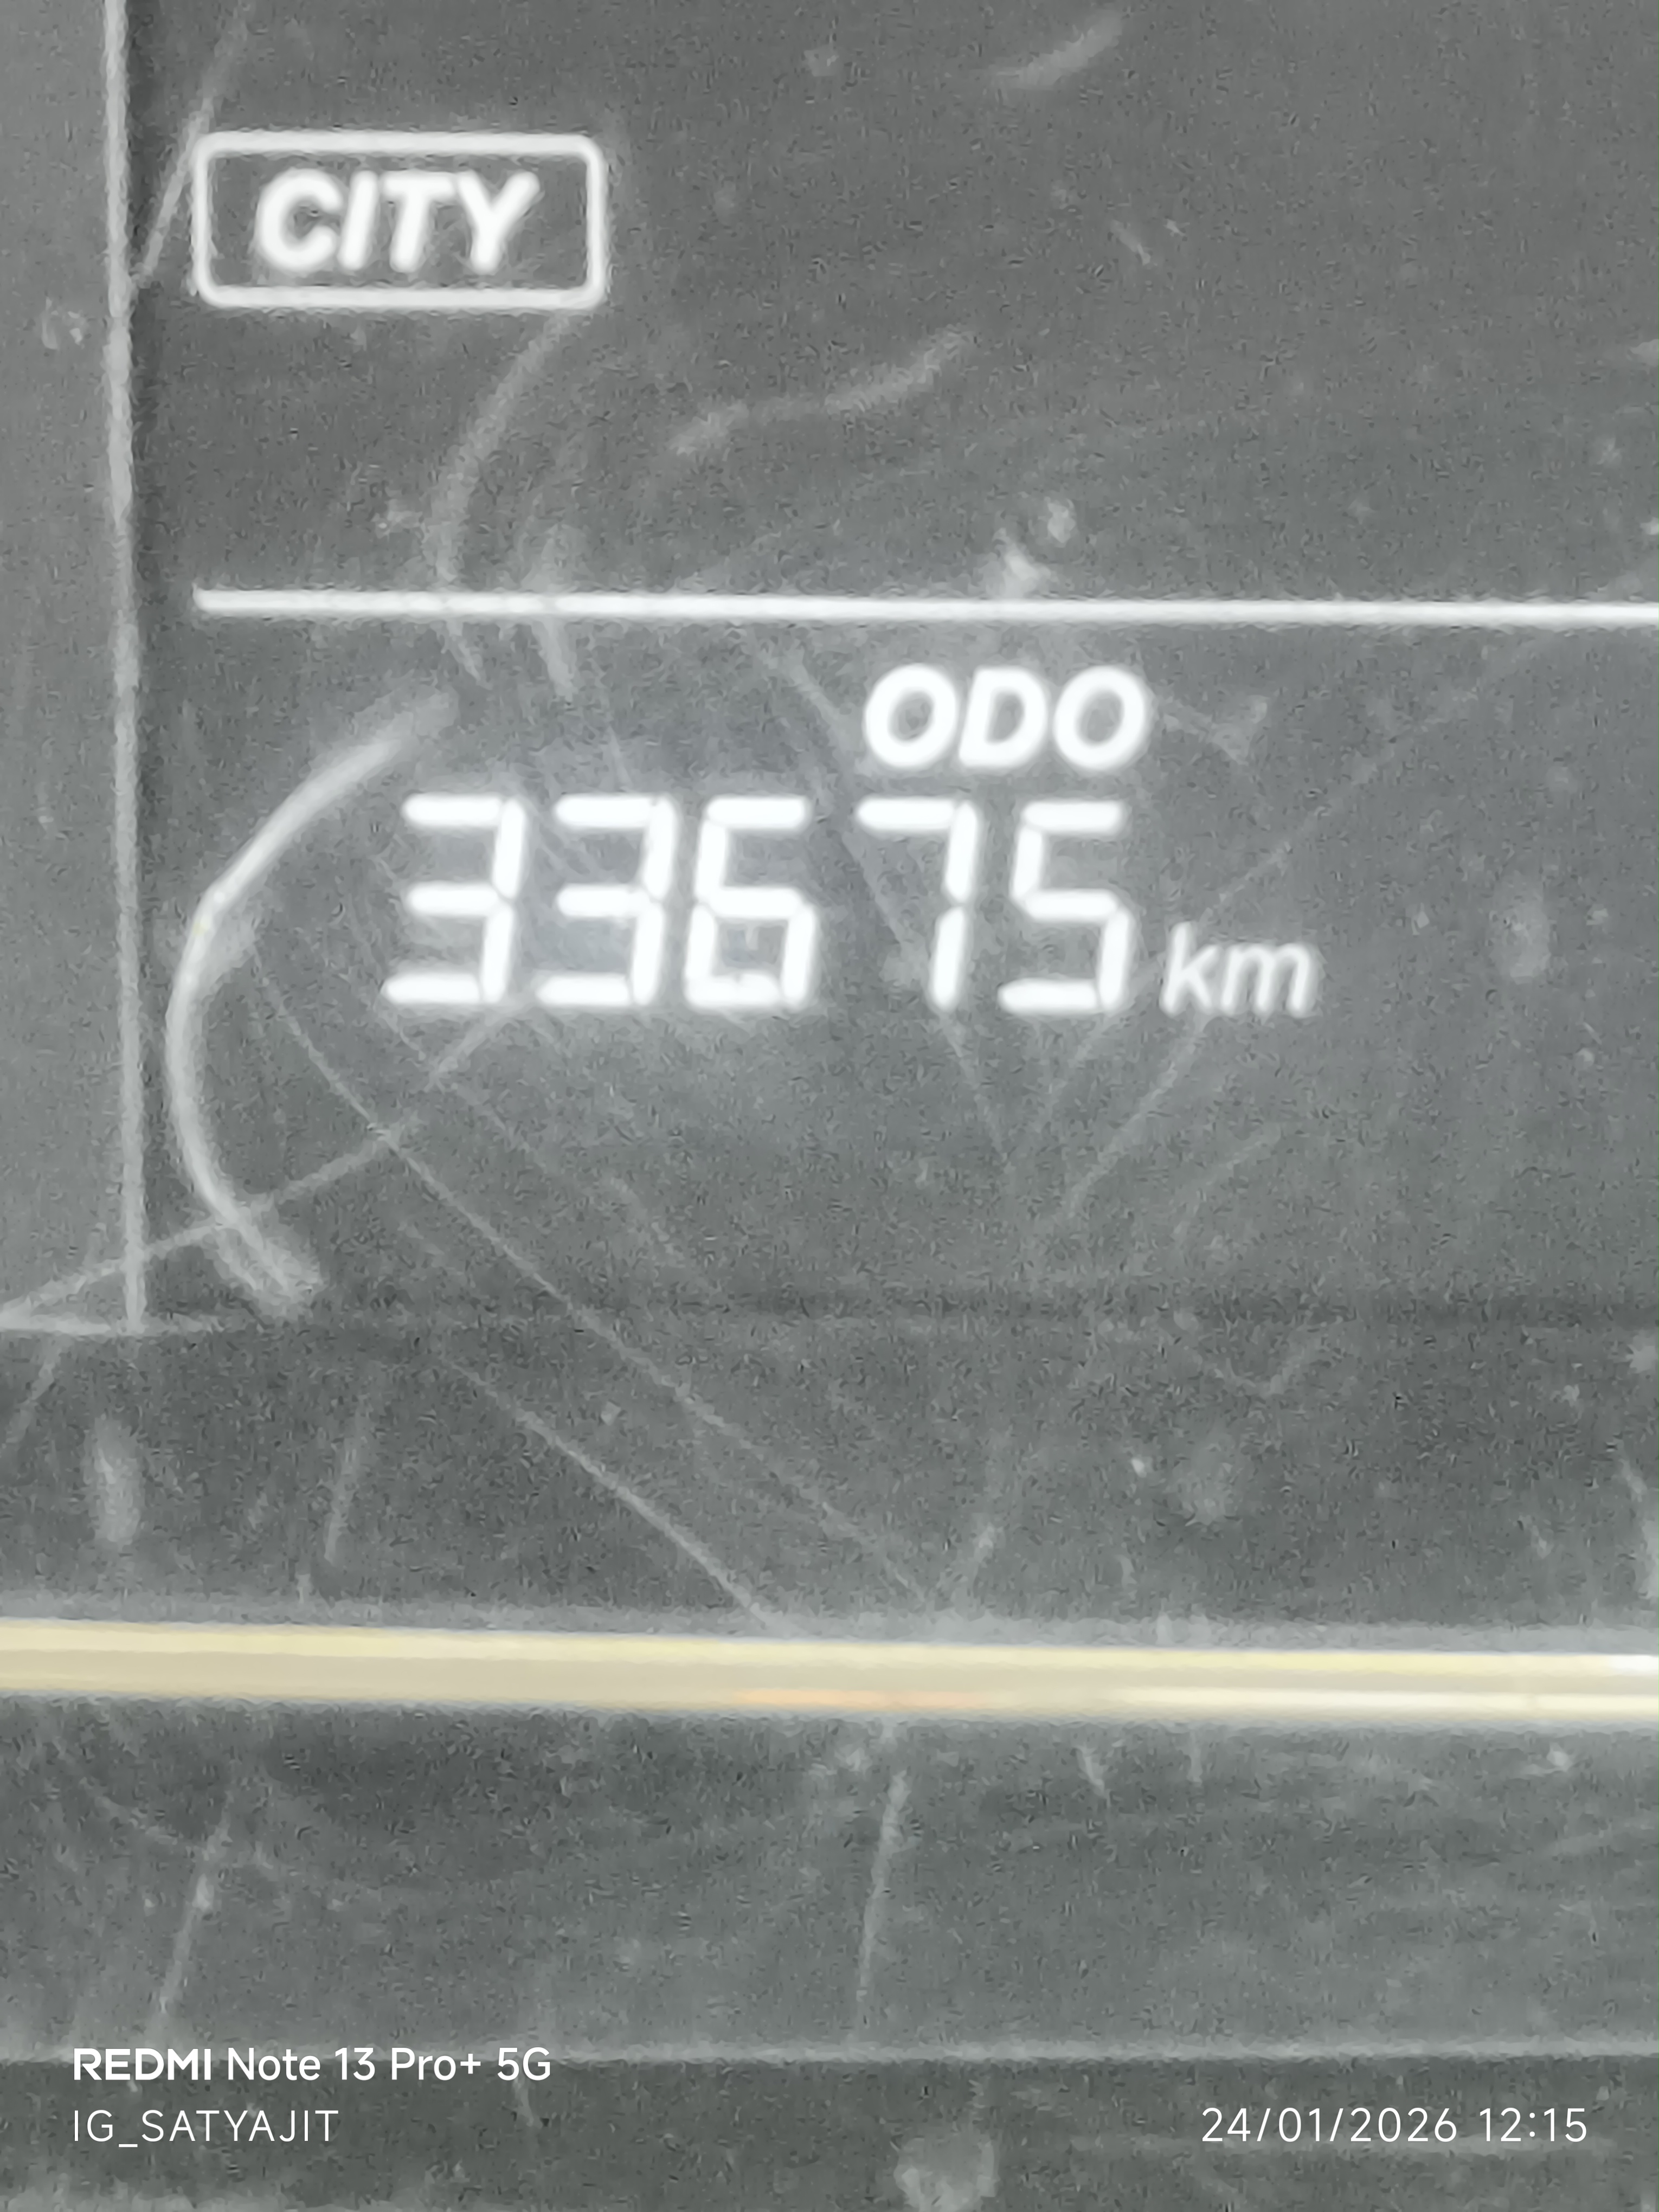 CITY
ODO
33675 km
REDMI Note 13 Pro+ 5G
IG_SATYAJIT
24/01/2026 12:15